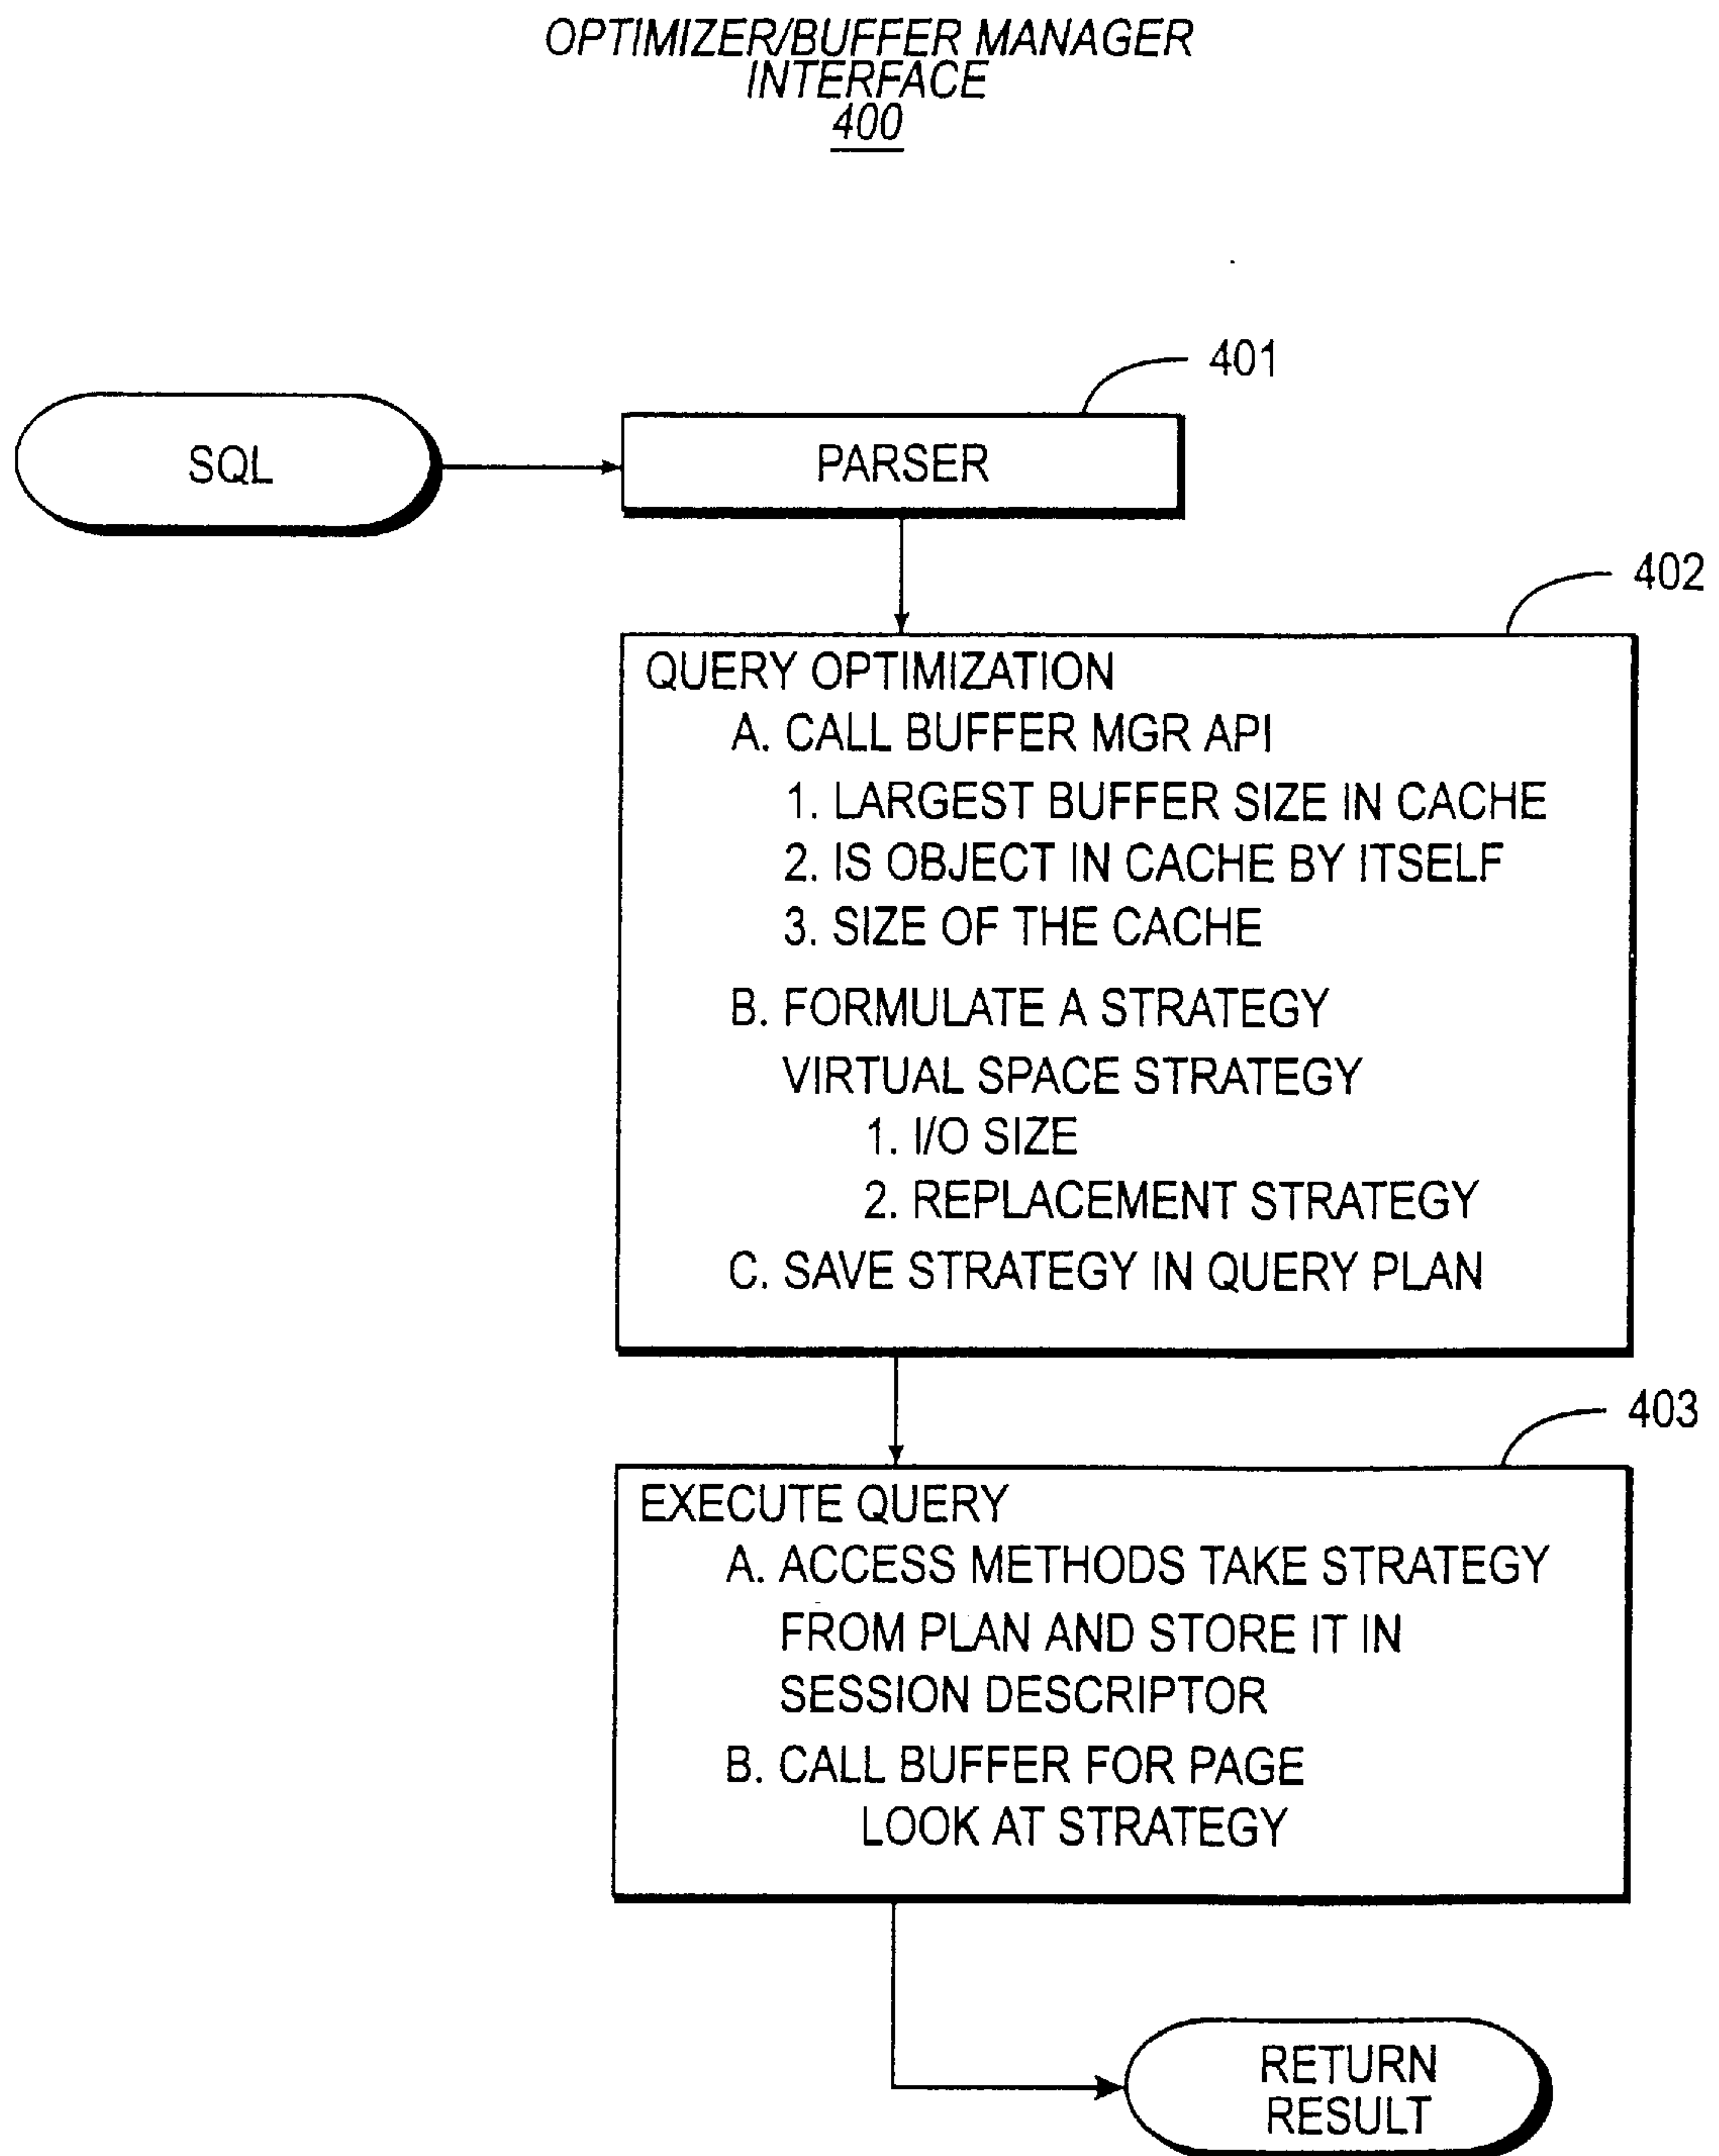 OPTIMIZER/BUFFER MANAGER
INTERFACE
400
401
SQL
PARSER
402
QUERY OPTIMIZATION
A. CALL BUFFER MGR API
1. LARGEST BUFFER SIZE IN CACHE
2. IS OBJECT IN CACHE BY ITSELF
3. SIZE OF THE CACHE
B. FORMULATE A STRATEGY
VIRTUAL SPACE STRATEGY
1. I/O SIZE
2. REPLACEMENT STRATEGY
C. SAVE STRATEGY IN QUERY PLAN
403
EXECUTE QUERY
A. ACCESS METHODS TAKE STRATEGY
FROM PLAN AND STORE IT IN
SESSION DESCRIPTOR
B. CALL BUFFER FOR PAGE
LOOK AT STRATEGY
RETURN
RESULT